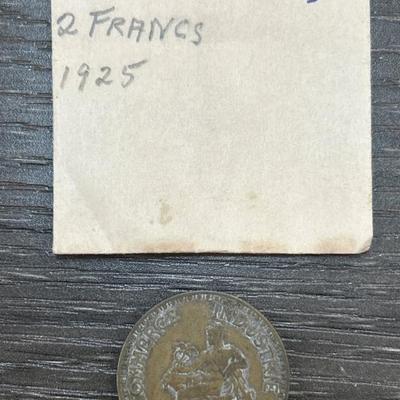 2 FRANCS
1925
COMMERCE INDUSTRIE